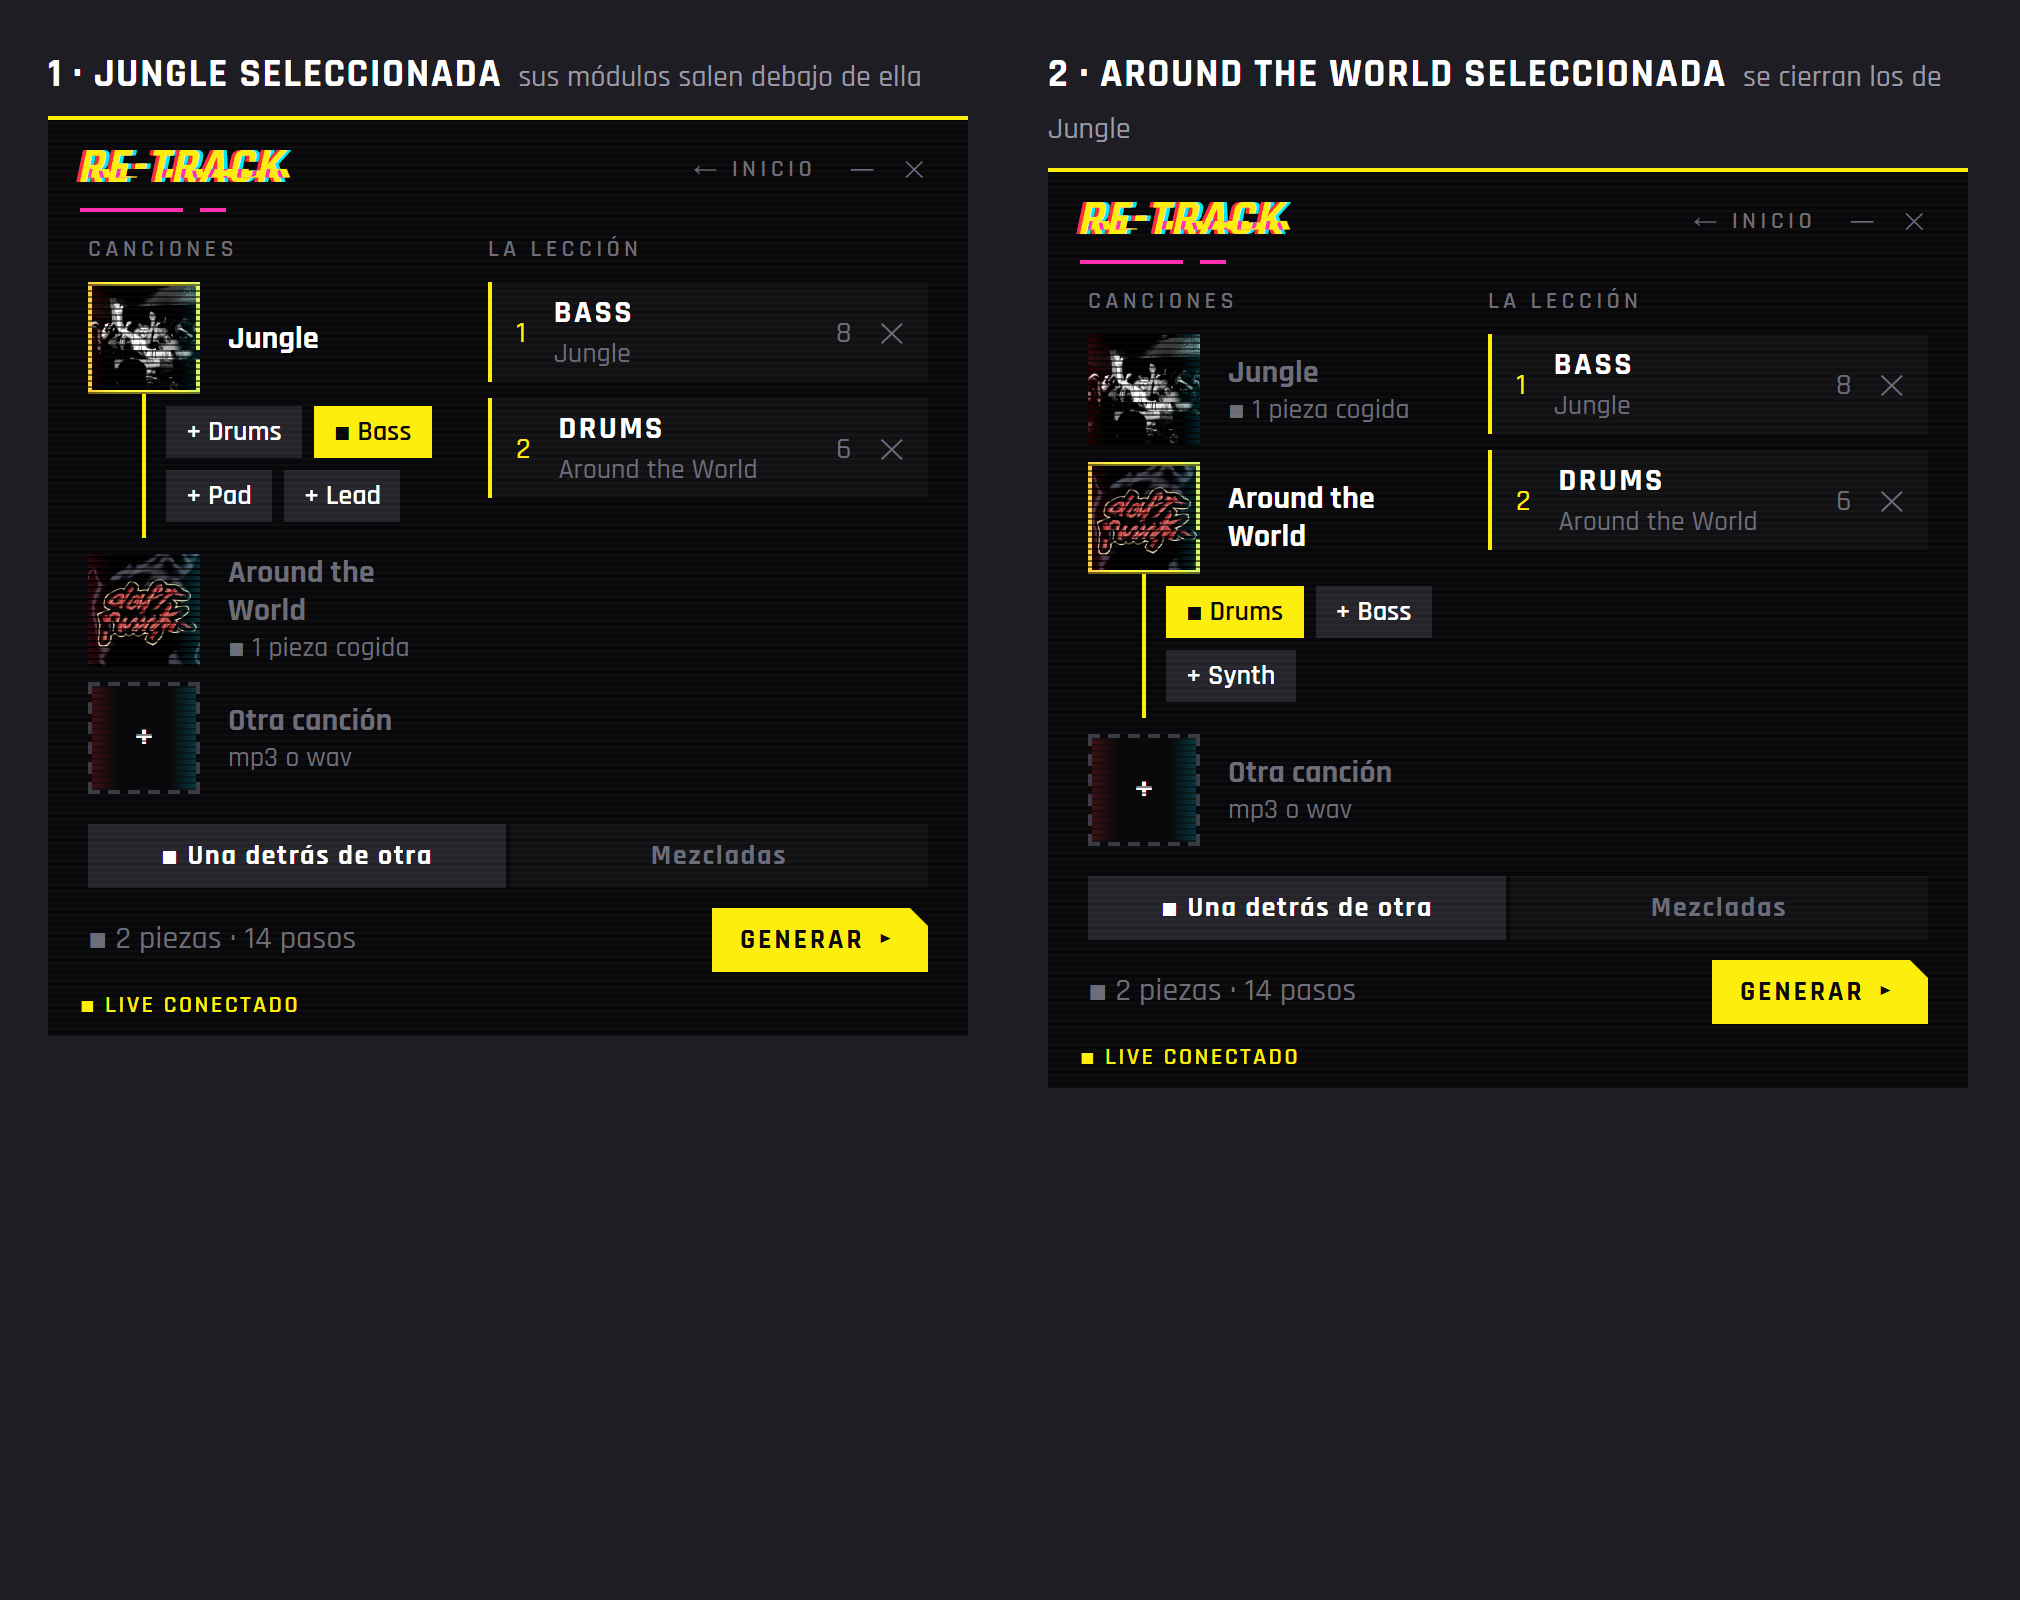 1 · JUNGLE SELECCIONADA sus módulos salen debajo de ella
RE-TRACK
← INICIO — ×
CANCIONES
LA LECCIÓN
Jungle
+ Drums ■ Bass
+ Pad + Lead
Around the
World
■ 1 pieza cogida
+
Otra canción
mp3 o wav
1 BASS 8 ×
Jungle
2 DRUMS 6 ×
Around the World
■ Una detrás de otra
Mezcladas
■ 2 piezas · 14 pasos
GENERAR ▸
■ LIVE CONECTADO
2 · AROUND THE WORLD SELECCIONADA se cierran los de
Jungle
RE-TRACK
← INICIO — ×
CANCIONES
LA LECCIÓN
Jungle
■ 1 pieza cogida
Around the
World
■ Drums + Bass
+ Synth
+
Otra canción
mp3 o wav
1 BASS 8 ×
Jungle
2 DRUMS 6 ×
Around the World
■ Una detrás de otra
Mezcladas
■ 2 piezas · 14 pasos
GENERAR ▸
■ LIVE CONECTADO